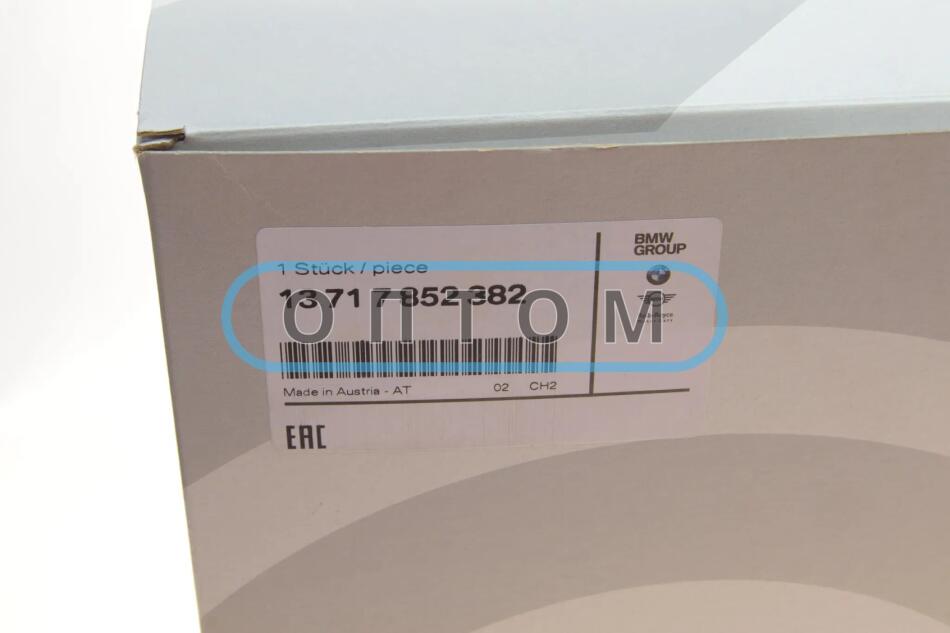 1 Stück / piece
13 71 7 852 382
ОПТОМ
Made in Austria - AT 02 CH2
EAC
BMW
GROUP